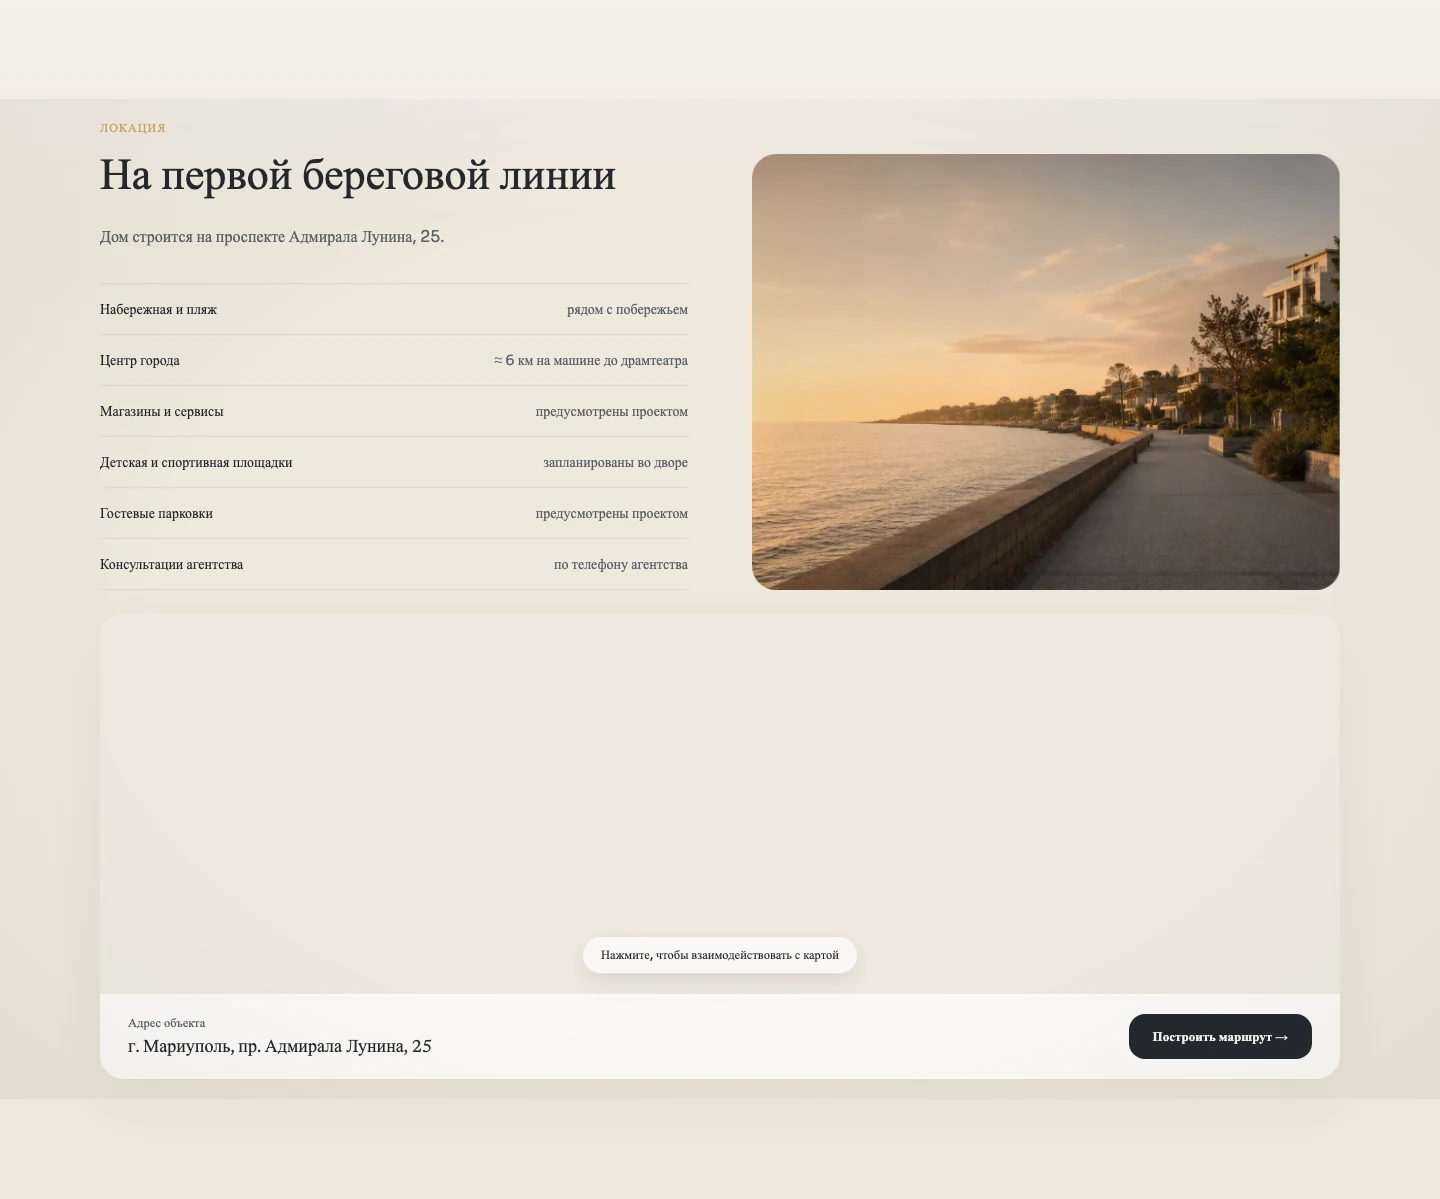 ЛОКАЦИЯ
На первой береговой линии
Дом строится на проспекте Адмирала Лунина, 25.
Набережная и пляж рядом с побережьем
Центр города ≈ 6 км на машине до драмтеатра
Магазины и сервисы предусмотрены проектом
Детская и спортивная площадки запланированы во дворе
Гостевые парковки предусмотрены проектом
Консультации агентства по телефону агентства
Нажмите, чтобы взаимодействовать с картой
Адрес объекта
г. Мариуполь, пр. Адмирала Лунина, 25
Построить маршрут →